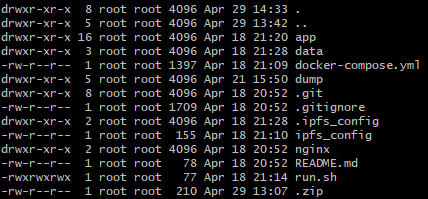 drwxr-xr-x  8 root root 4096 Apr 29 14:33 .
drwxr-xr-x  5 root root 4096 Apr 29 13:42 ..
drwxr-xr-x 16 root root 4096 Apr 18 21:20 app
drwxr-xr-x  3 root root 4096 Apr 18 21:28 data
-rw-r--r--  1 root root 1397 Apr 18 21:09 docker-compose.yml
drwxr-xr-x  5 root root 4096 Apr 21 15:50 dump
drwxr-xr-x  8 root root 4096 Apr 18 20:52 .git
-rw-r--r--  1 root root 1709 Apr 18 20:52 .gitignore
drwxr-xr-x  2 root root 4096 Apr 18 21:28 .ipfs_config
-rw-r--r--  1 root root  155 Apr 18 21:10 ipfs_config
drwxr-xr-x  2 root root 4096 Apr 18 20:52 nginx
-rw-r--r--  1 root root   78 Apr 18 20:52 README.md
-rwxrwxrwx  1 root root   77 Apr 18 21:14 run.sh
-rw-r--r--  1 root root  210 Apr 29 13:07 .zip